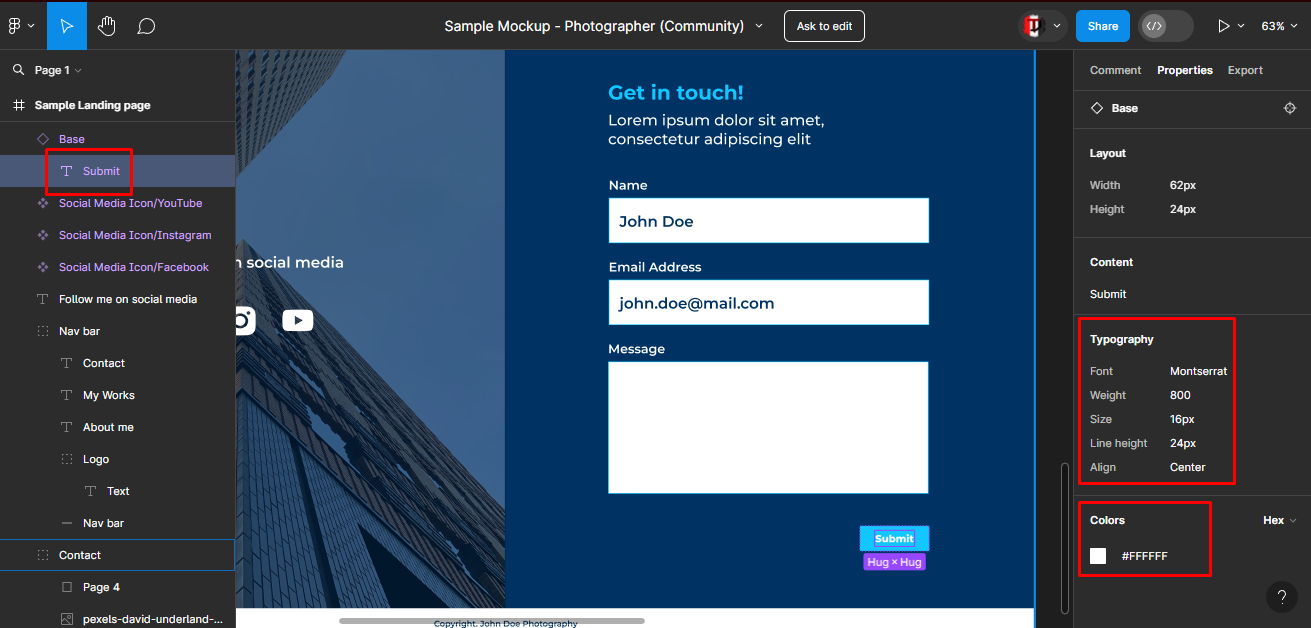 Sample Mockup - Photographer (Community)
Ask to edit
Share
63%
Page 1
Sample Landing page
Base
Submit
Social Media Icon/YouTube
Social Media Icon/Instagram
Social Media Icon/Facebook
Follow me on social media
Nav bar
Contact
My Works
About me
Logo
Text
Nav bar
Contact
Page 4
pexels-david-underland-...
n social media
Get in touch!
Lorem ipsum dolor sit amet,
consectetur adipiscing elit
Name
John Doe
Email Address
john.doe@mail.com
Message
Submit
Hug × Hug
Copyright. John Doe Photography
Comment Properties Export
Base
Layout
Width 62px
Height 24px
Content
Submit
Typography
Font Montserrat
Weight 800
Size 16px
Line height 24px
Align Center
Colors Hex
#FFFFFF
?